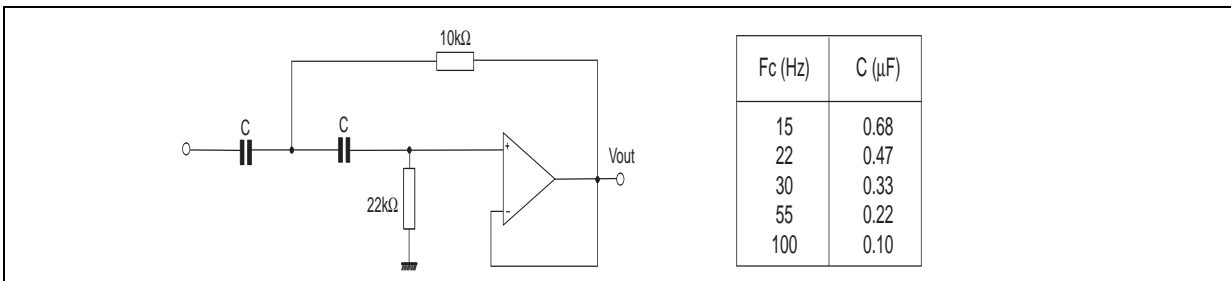 10kΩ
C
C
22kΩ
+
-
Vout
Fc (Hz) C (μF)
15 0.68
22 0.47
30 0.33
55 0.22
100 0.10